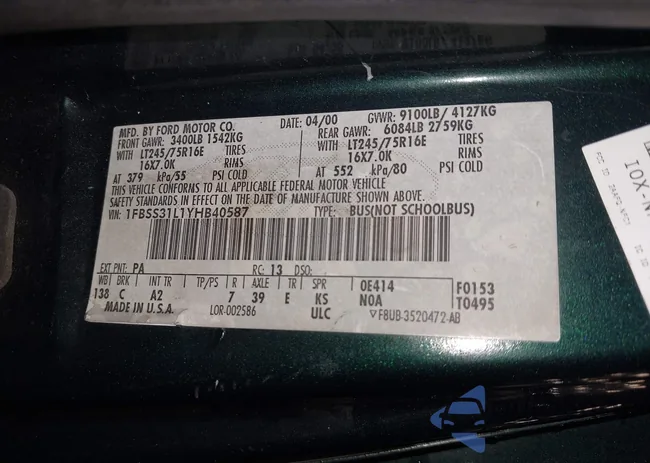 MFD. BY FORD MOTOR CO.
DATE: 04/00
GVWR: 9100LB/ 4127KG
FRONT GAWR: 3400LB 1542KG
REAR GAWR: 6084LB 2759KG
WITH LT245/75R16E TIRES
WITH LT245/75R16E TIRES
16X7.0K RIMS
16X7.0K RIMS
AT 379 kPa/55 PSI COLD
AT 552 kPa/80 PSI COLD
THIS VEHICLE CONFORMS TO ALL APPLICABLE FEDERAL MOTOR VEHICLE
SAFETY STANDARDS IN EFFECT ON THE DATE OF MANUFACTURE SHOWN ABOVE.
1FBSS31L1YHB40587
TYPE: BUS(NOT SCHOOLBUS)
EXT PNT: PA RC: 13 DSO:
WB BRK INT TR TP/PS R AXLE TR SPR
138 C A2 7 39 E KS
0E414 F0153
NOA T0495
MADE IN U.S.A. LOR-002586 ULC
▽F8UB-3520472-AB